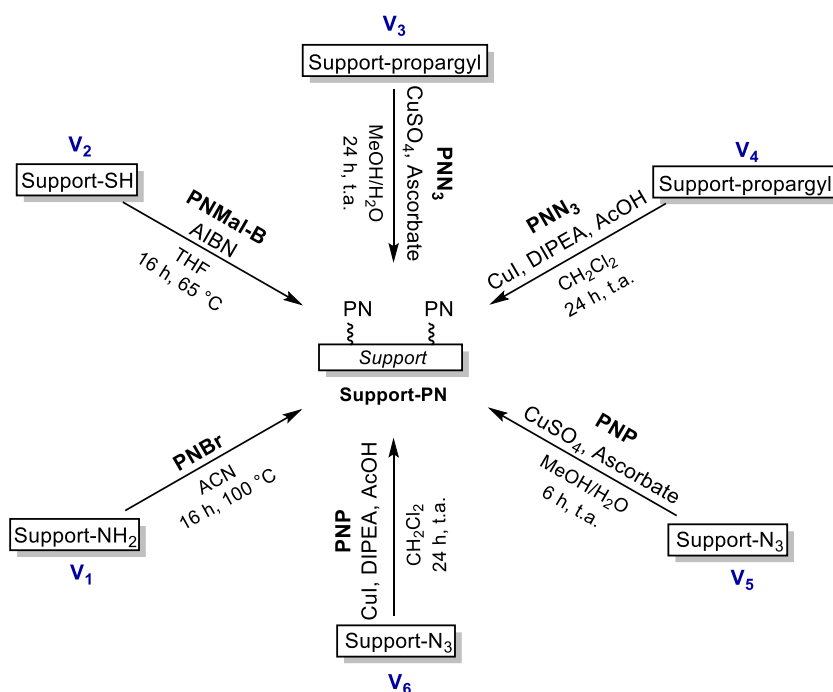 V₃
Support-propargyl
CuSO₄, Ascorbate
PNN₃
MeOH/H₂O
24 h, t.a.
V₂
Support-SH
PNMal-B
AIBN
THF
16 h, 65 °C
V₄
Support-propargyl
PNN₃
CuI, DIPEA, AcOH
CH₂Cl₂
24 h, t.a.
PN
PN
Support
Support-PN
PNBr
ACN
16 h, 100 °C
Support-NH₂
V₁
PNP
CuI, DIPEA, AcOH
CH₂Cl₂
24 h, t.a.
Support-N₃
V₆
PNP
CuSO₄, Ascorbate
MeOH/H₂O
6 h, t.a.
Support-N₃
V₅